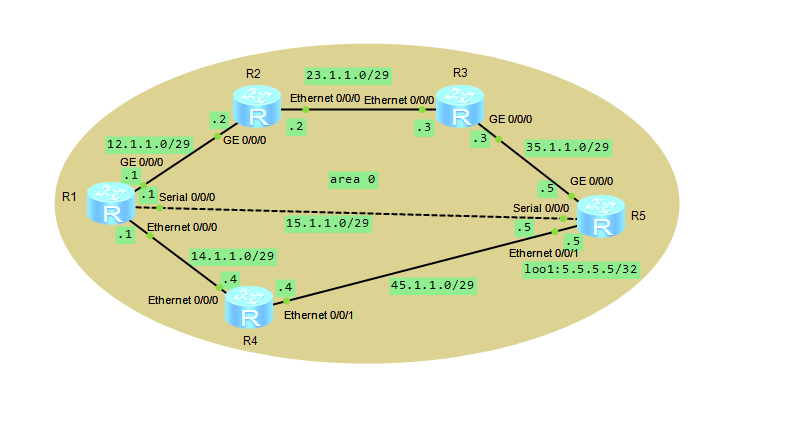 R2
23.1.1.0/29
R3
Ethernet 0/0/0
Ethernet 0/0/0
.2
.2
.3
.3
GE 0/0/0
12.1.1.0/29
GE 0/0/0
35.1.1.0/29
GE 0/0/0
.1
area 0
GE 0/0/0
.5
R1
.1
Serial 0/0/0
Serial 0/0/0
R5
15.1.1.0/29
.1
Ethernet 0/0/0
.5
.5
14.1.1.0/29
Ethernet 0/0/1
loo1:5.5.5.5/32
.4
.4
45.1.1.0/29
Ethernet 0/0/0
Ethernet 0/0/1
R4
R
R
R
R
R